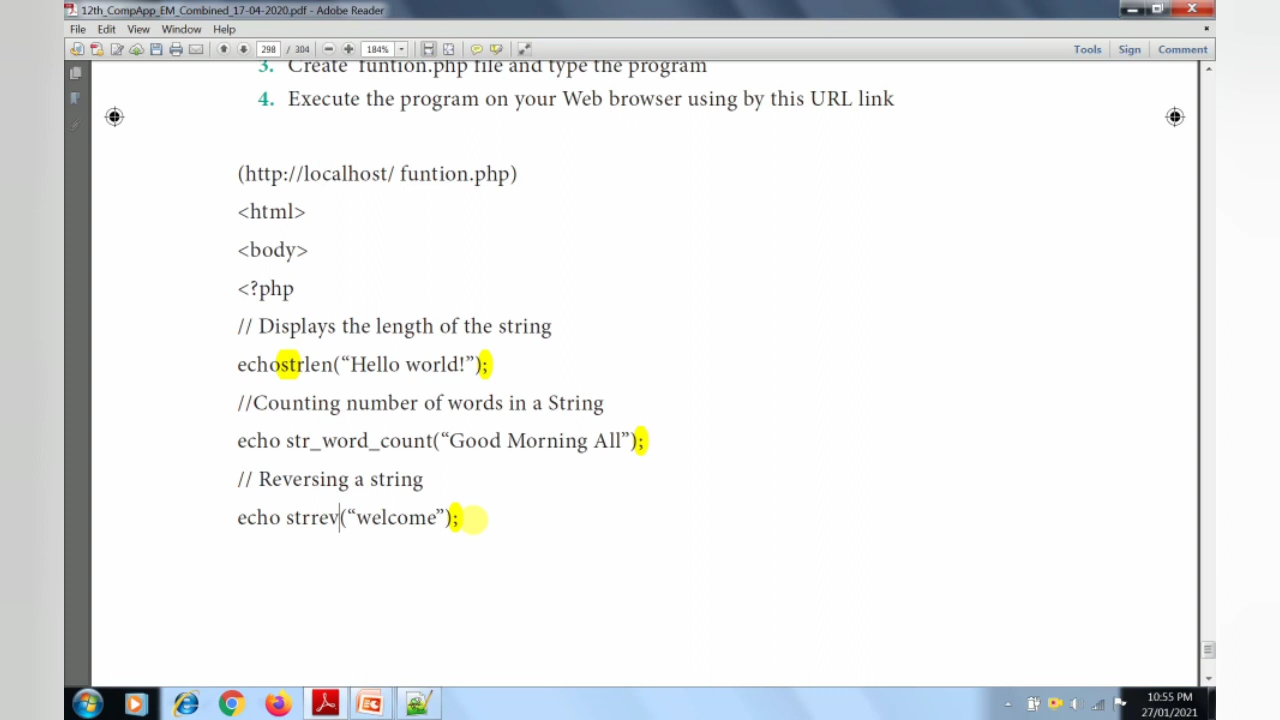 12th_CompApp_EM_Combined_17-04-2020.pdf - Adobe Reader
File Edit View Window Help
298 / 304 184% Tools Sign Comment
3. Create funtion.php file and type the program
4. Execute the program on your Web browser using by this URL link
(http://localhost/ funtion.php)
<html>
<body>
<?php
// Displays the length of the string
echostrlen(“Hello world!”);
//Counting number of words in a String
echo str_word_count(“Good Morning All”);
// Reversing a string
echo strrev(“welcome”);
10:55 PM
27/01/2021